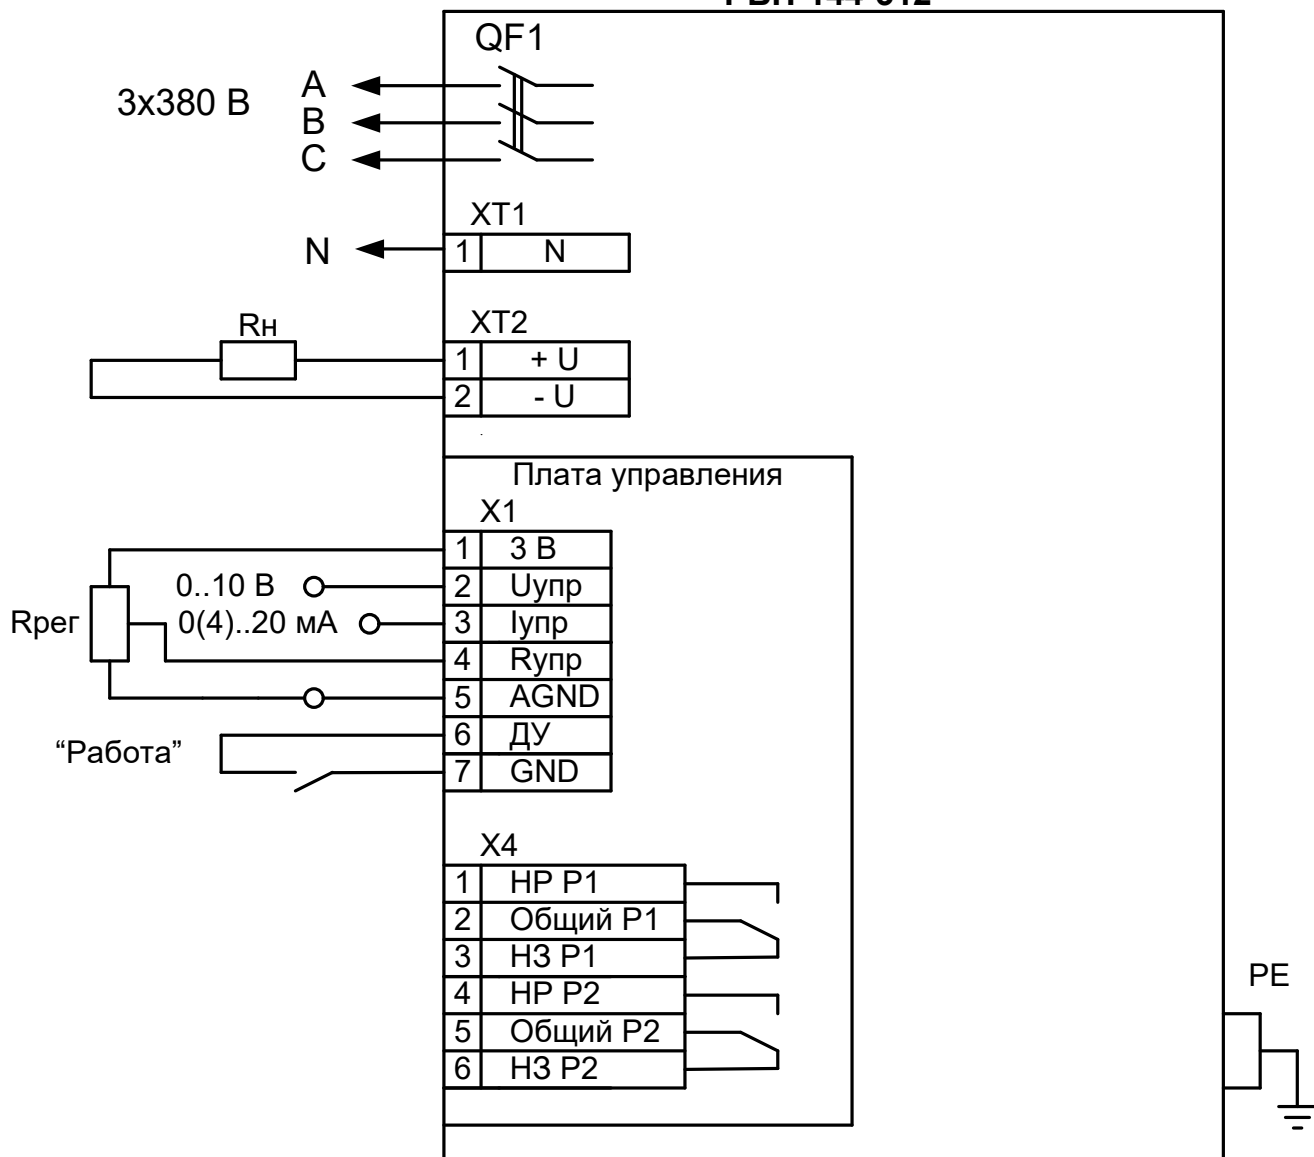 QF1
3x380 В
A
B
C
XT1
N
1 N
Rн
XT2
1 + U
2 - U
Плата управления
X1
1 3 В
0..10 В 2 Uупр
Rрег 0(4)..20 мА 3 Iупр
4 Rупр
5 AGND
“Работа” 6 ДУ
7 GND
X4
1 НР Р1
2 Общий Р1
3 НЗ Р1
4 НР Р2
5 Общий Р2
6 НЗ Р2
PE